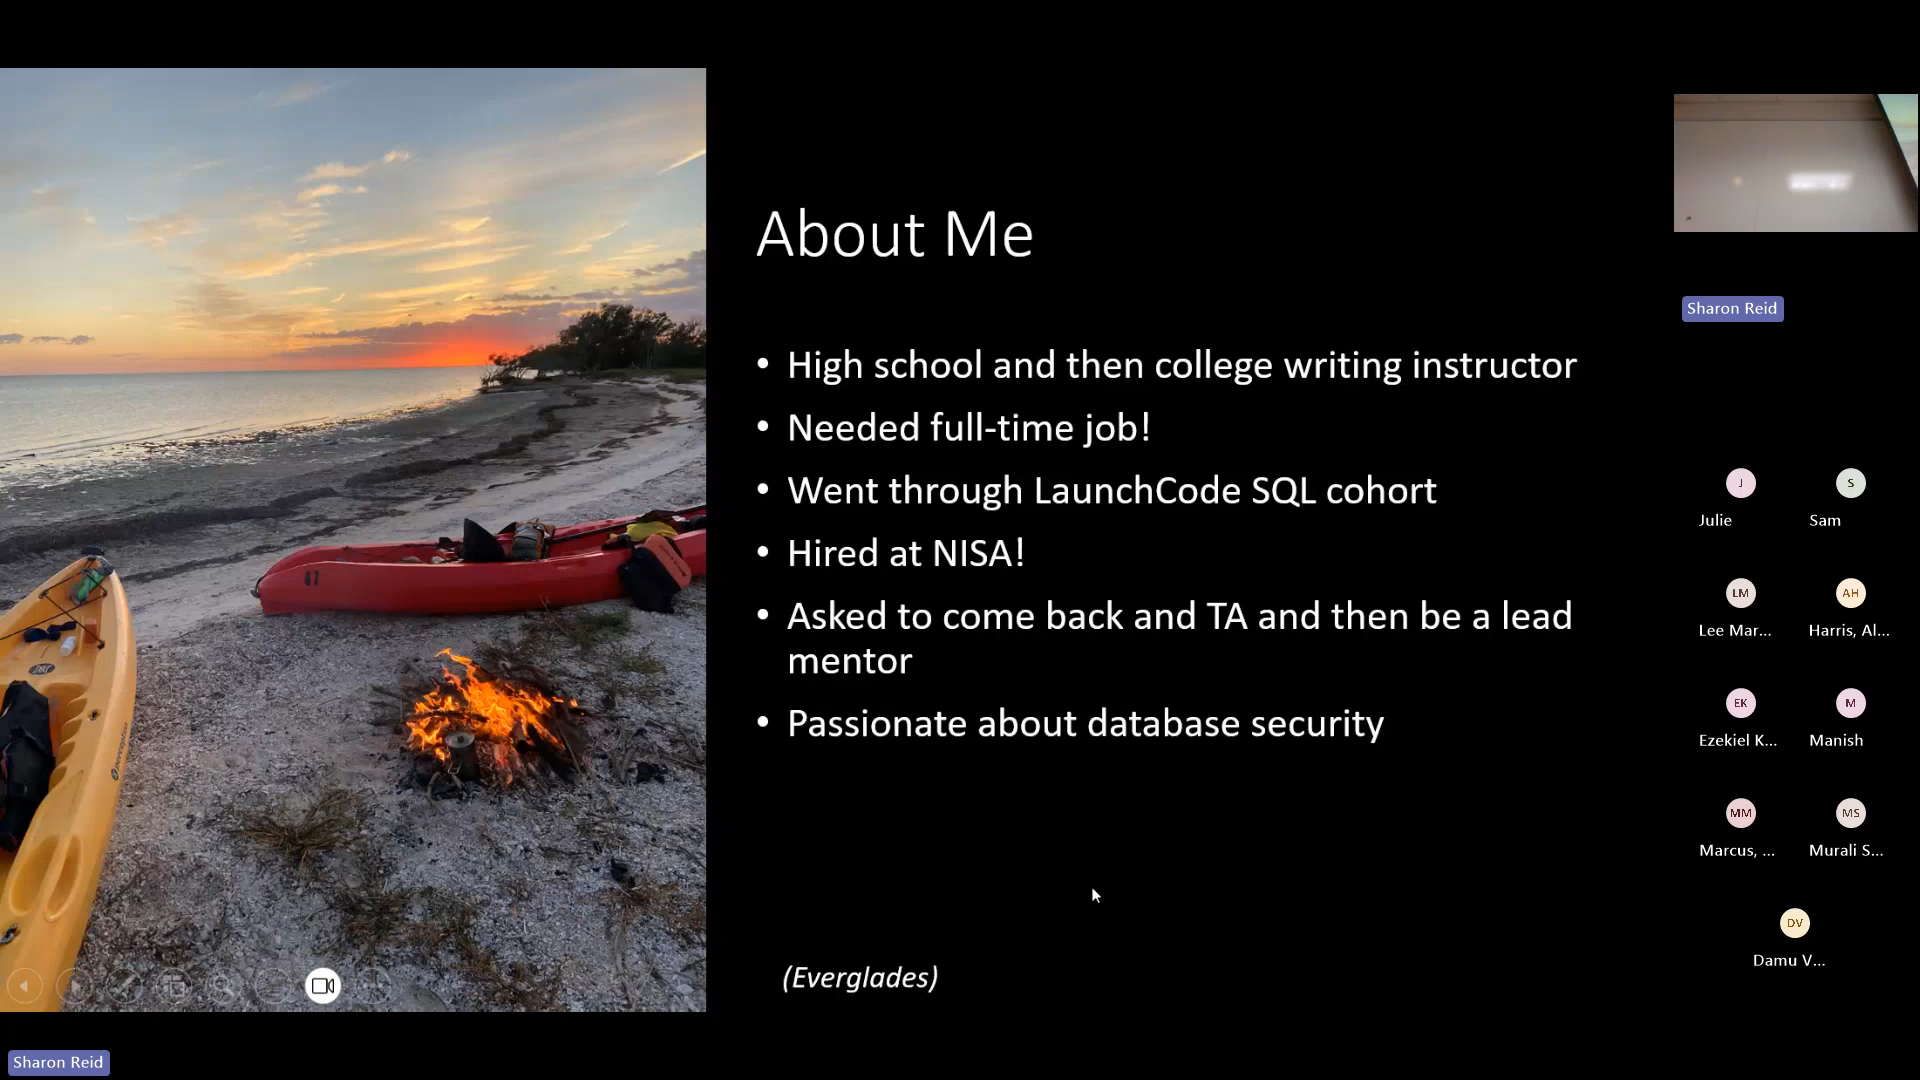 About Me
• High school and then college writing instructor
• Needed full-time job!
• Went through LaunchCode SQL cohort
• Hired at NISA!
• Asked to come back and TA and then be a lead
mentor
• Passionate about database security
(Everglades)
Sharon Reid
Sharon Reid
J S
Julie Sam
LM AH
Lee Mar... Harris, Al...
EK M
Ezekiel K... Manish
MM MS
Marcus, ... Murali S...
DV
Damu V...
perception